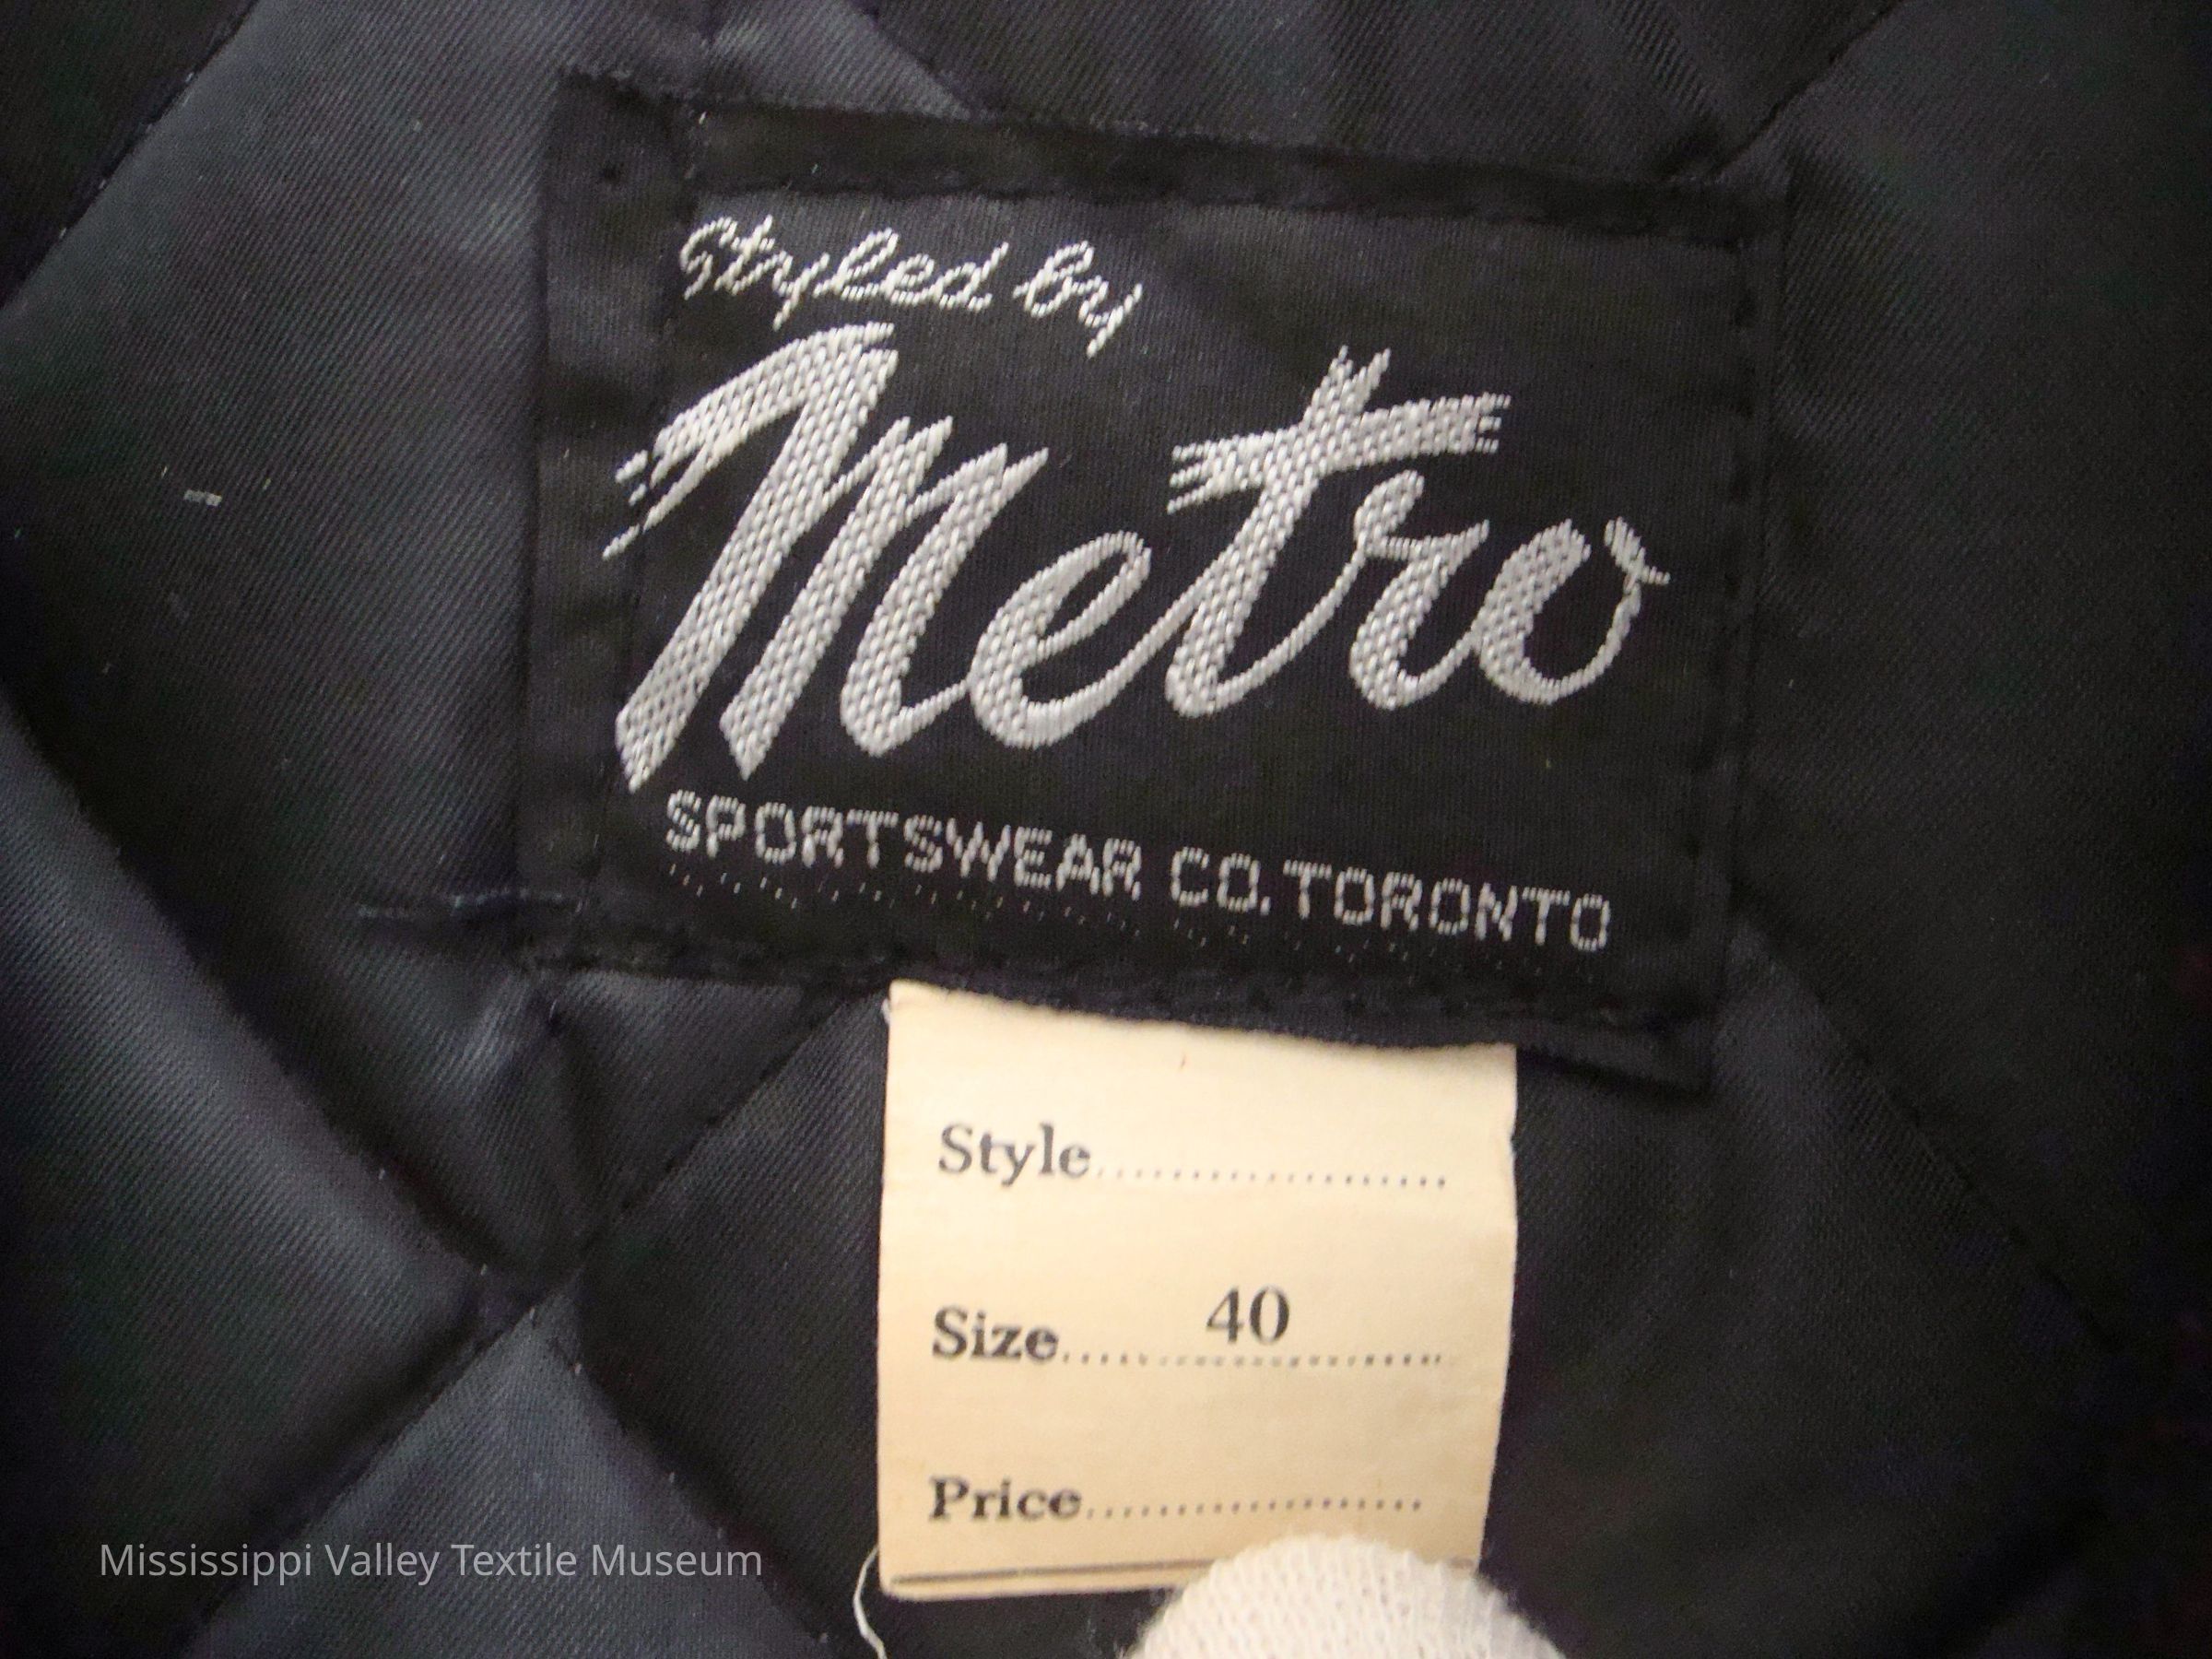 Styled by
Metro
SPORTSWEAR CO. TORONTO
Style....................
Size.........40.........
Price....................
Mississippi Valley Textile Museum